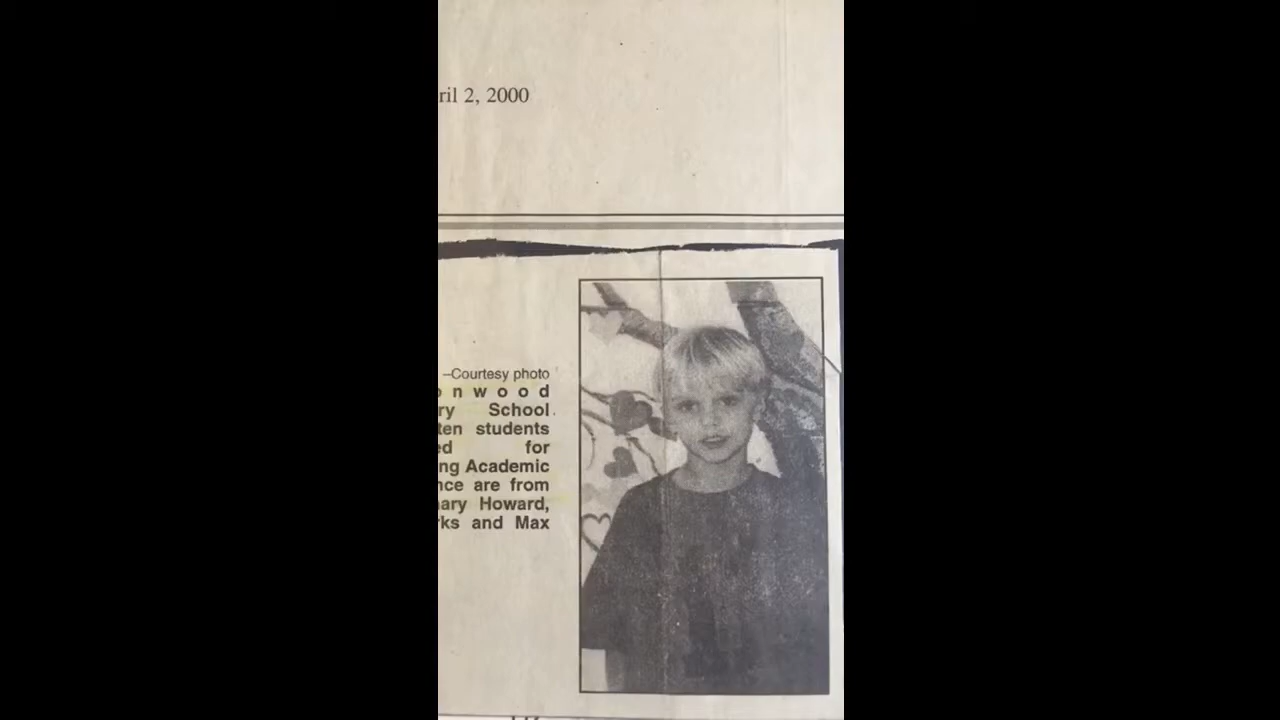 ril 2, 2000
–Courtesy photo
o n w o o d
ry School
ten students
ed for
ng Academic
nce are from
ary Howard,
rks and Max